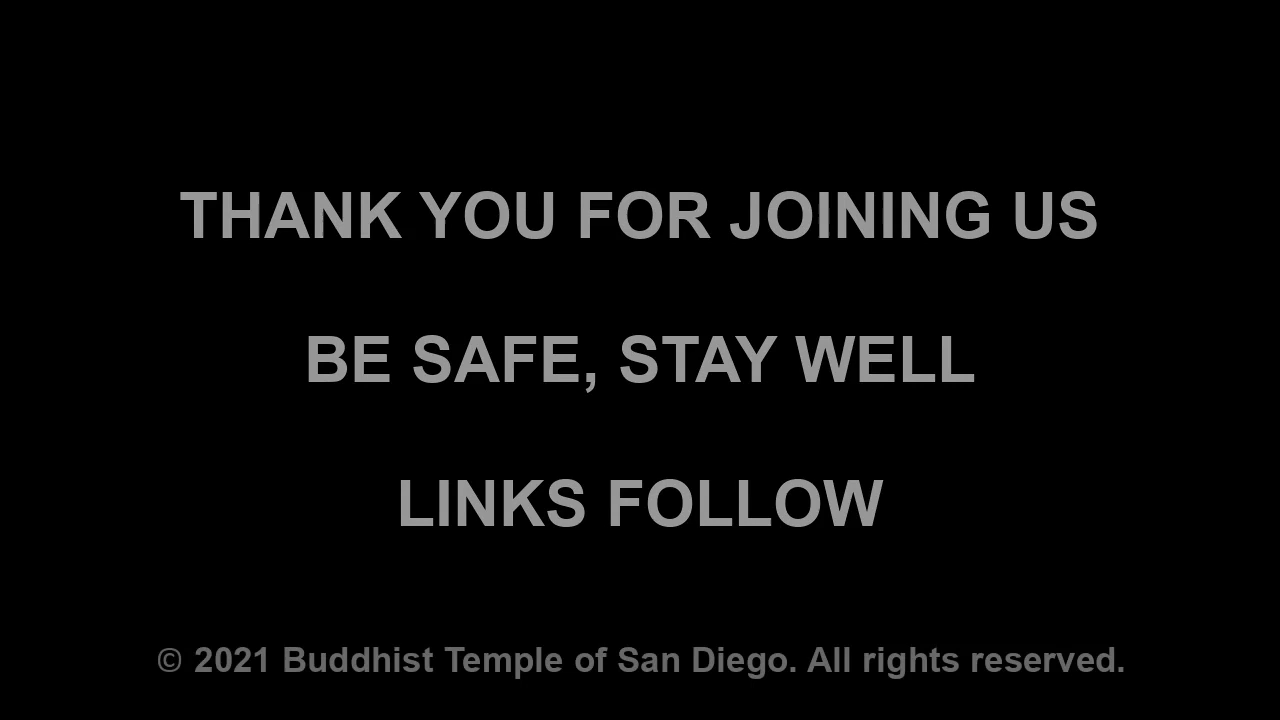 THANK YOU FOR JOINING US
BE SAFE, STAY WELL
LINKS FOLLOW
© 2021 Buddhist Temple of San Diego. All rights reserved.